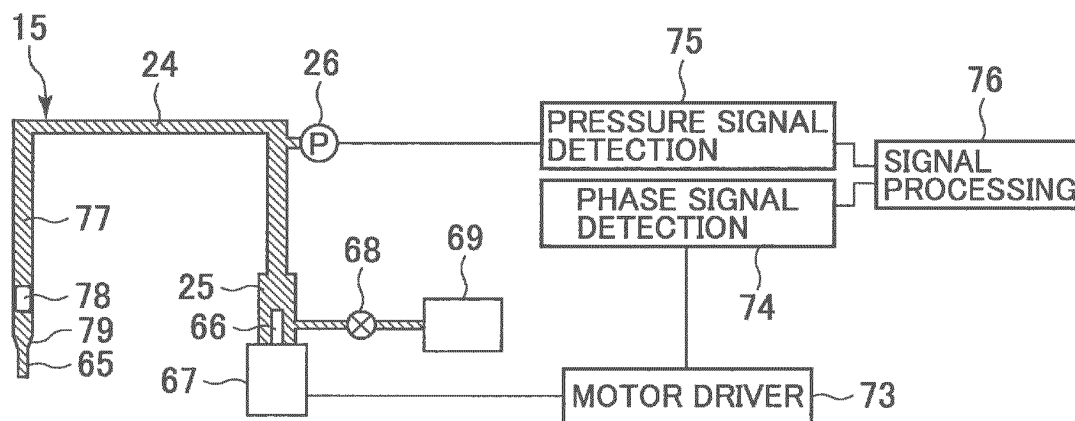 15
24
26
75
76
P
PRESSURE SIGNAL
DETECTION
SIGNAL
PROCESSING
PHASE SIGNAL
DETECTION
77
78
79
65
25
66
67
68
69
74
MOTOR DRIVER
73